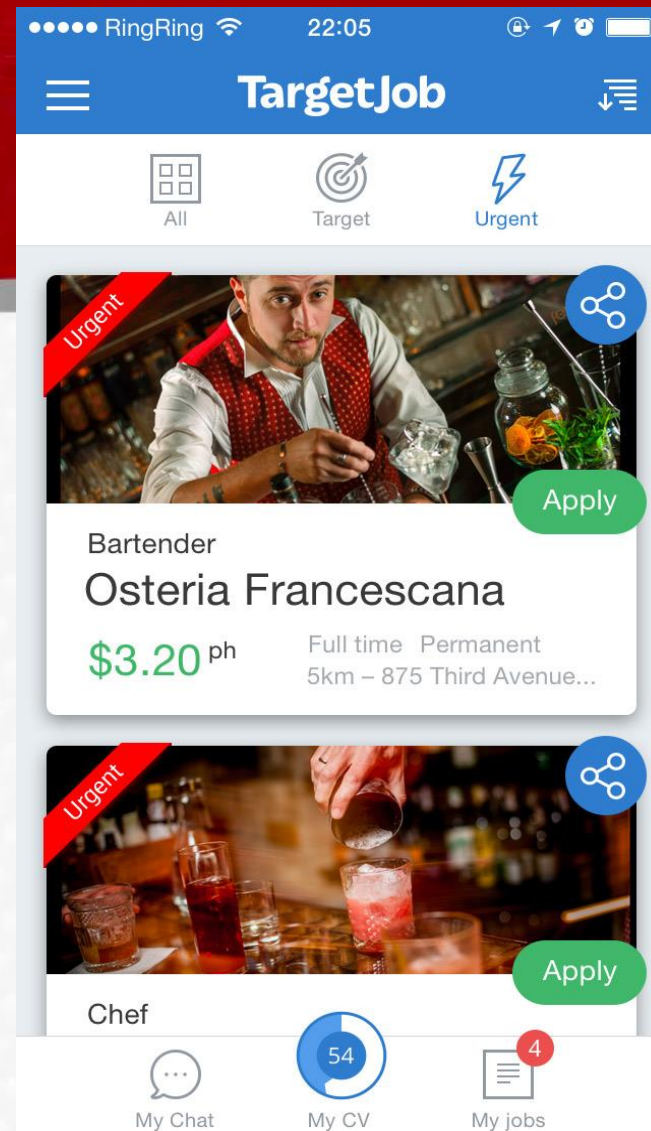 RingRing 22:05
TargetJob
All Target Urgent
Urgent
Apply
Bartender
Osteria Francescana
$3.20 ph
Full time Permanent
5km – 875 Third Avenue...
Urgent
Apply
Chef
54
4
My Chat My CV My jobs